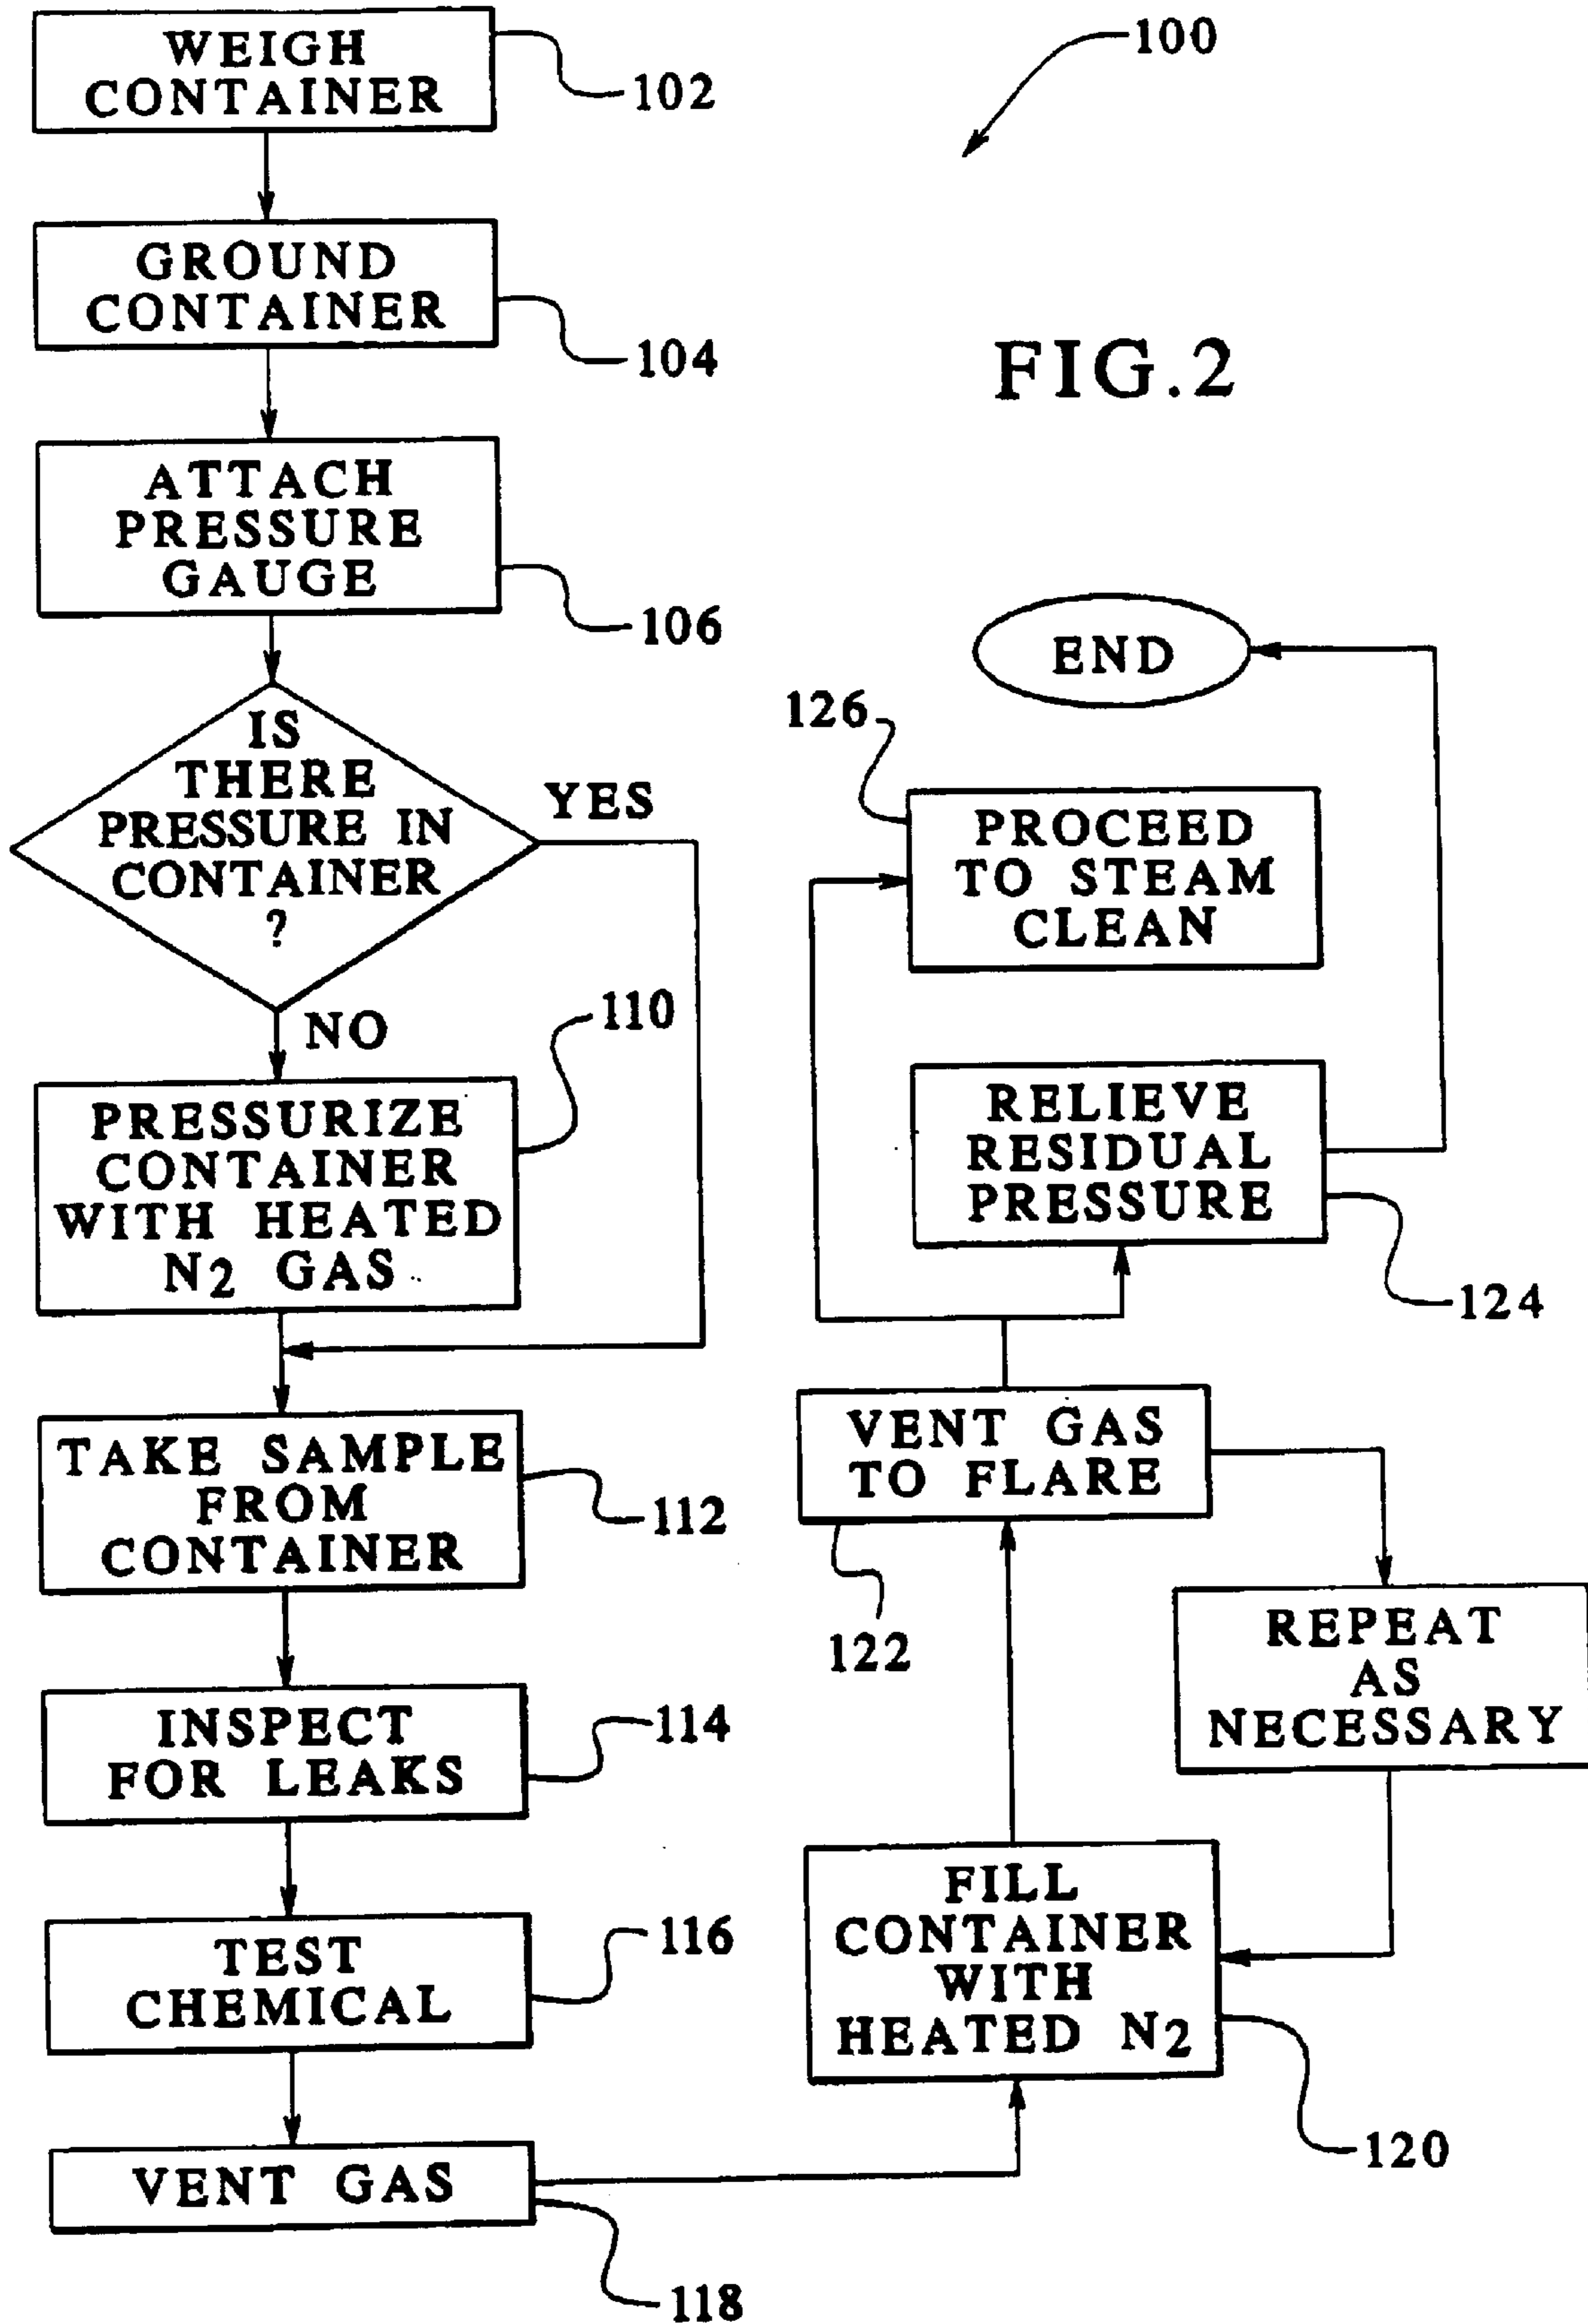 WEIGH
CONTAINER
102
100
GROUND
CONTAINER
104
FIG.2
ATTACH
PRESSURE
GAUGE
106
IS
THERE
PRESSURE IN
CONTAINER
?
YES
NO
110
PRESSURIZE
CONTAINER
WITH HEATED
N2 GAS
TAKE SAMPLE
FROM
CONTAINER
112
INSPECT
FOR LEAKS
114
TEST
CHEMICAL
116
VENT GAS
118
FILL
CONTAINER
WITH
HEATED N2
120
VENT GAS
TO FLARE
122
REPEAT
AS
NECESSARY
RELIEVE
RESIDUAL
PRESSURE
124
126
PROCEED
TO STEAM
CLEAN
END